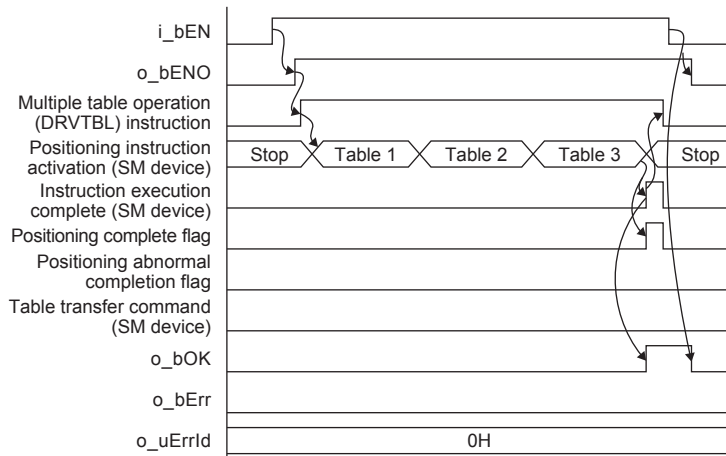 i_bEN
o_bENO
Multiple table operation
(DRVTBL) instruction
Positioning instruction
activation (SM device)
Stop Table 1 Table 2 Table 3 Stop
Instruction execution
complete (SM device)
Positioning complete flag
Positioning abnormal
completion flag
Table transfer command
(SM device)
o_bOK
o_bErr
o_uErrId
0H